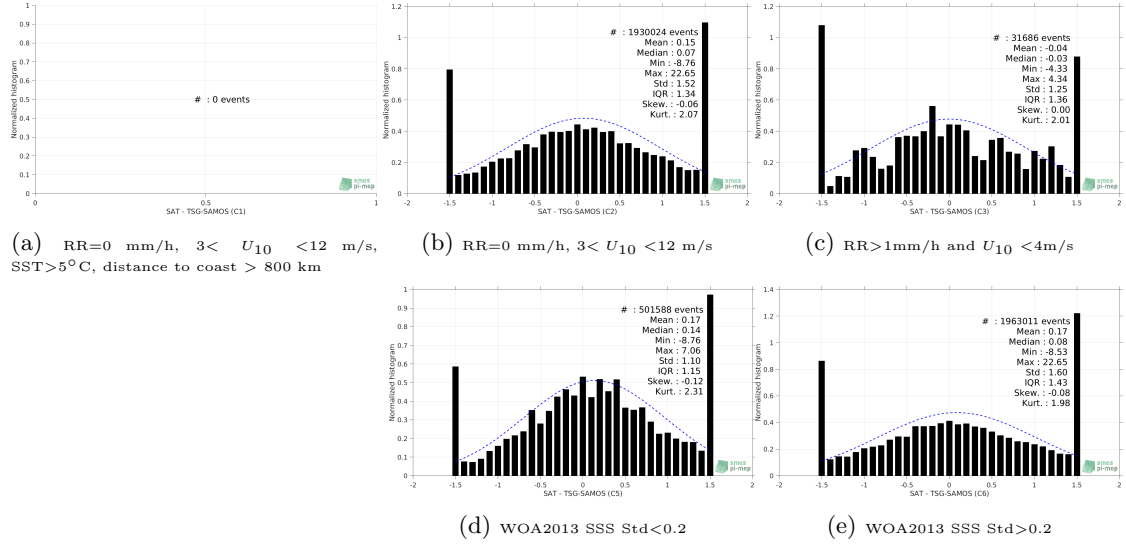 Normalized histogram
1
0.9
0.8
0.7
0.6
0.5
0.4
0.3
0.2
0.1
0
# : 0 events
0 0.5 1
SAT - TSG-SAMOS (C1)
smos
pi-mep
(a) RR=0 mm/h, 3< U10 <12 m/s,
SST>5°C, distance to coast > 800 km
Normalized histogram
1.2
1
0.8
0.6
0.4
0.2
0
# : 1930024 events
Mean : 0.15
Median : 0.07
Min : -8.76
Max : 22.65
Std : 1.52
IQR : 1.34
Skew. : -0.06
Kurt. : 2.07
-2 -1.5 -1 -0.5 0 0.5 1 1.5 2
SAT - TSG-SAMOS (C2)
smos
pi-mep
(b) RR=0 mm/h, 3< U10 <12 m/s
Normalized histogram
1.2
1
0.8
0.6
0.4
0.2
0
# : 31686 events
Mean : -0.04
Median : -0.03
Min : -4.33
Max : 4.34
Std : 1.25
IQR : 1.36
Skew. : 0.00
Kurt. : 2.01
-2 -1.5 -1 -0.5 0 0.5 1 1.5 2
SAT - TSG-SAMOS (C3)
smos
pi-mep
(c) RR>1mm/h and U10 <4m/s
Normalized histogram
1
0.9
0.8
0.7
0.6
0.5
0.4
0.3
0.2
0.1
0
# : 501588 events
Mean : 0.17
Median : 0.14
Min : -8.76
Max : 7.06
Std : 1.10
IQR : 1.15
Skew. : -0.12
Kurt. : 2.31
-2 -1.5 -1 -0.5 0 0.5 1 1.5 2
SAT - TSG-SAMOS (C5)
smos
pi-mep
(d) WOA2013 SSS Std<0.2
Normalized histogram
1.4
1.2
1
0.8
0.6
0.4
0.2
0
# : 1963011 events
Mean : 0.17
Median : 0.08
Min : -8.53
Max : 22.65
Std : 1.60
IQR : 1.43
Skew. : -0.08
Kurt. : 1.98
-2 -1.5 -1 -0.5 0 0.5 1 1.5 2
SAT - TSG-SAMOS (C6)
smos
pi-mep
(e) WOA2013 SSS Std>0.2